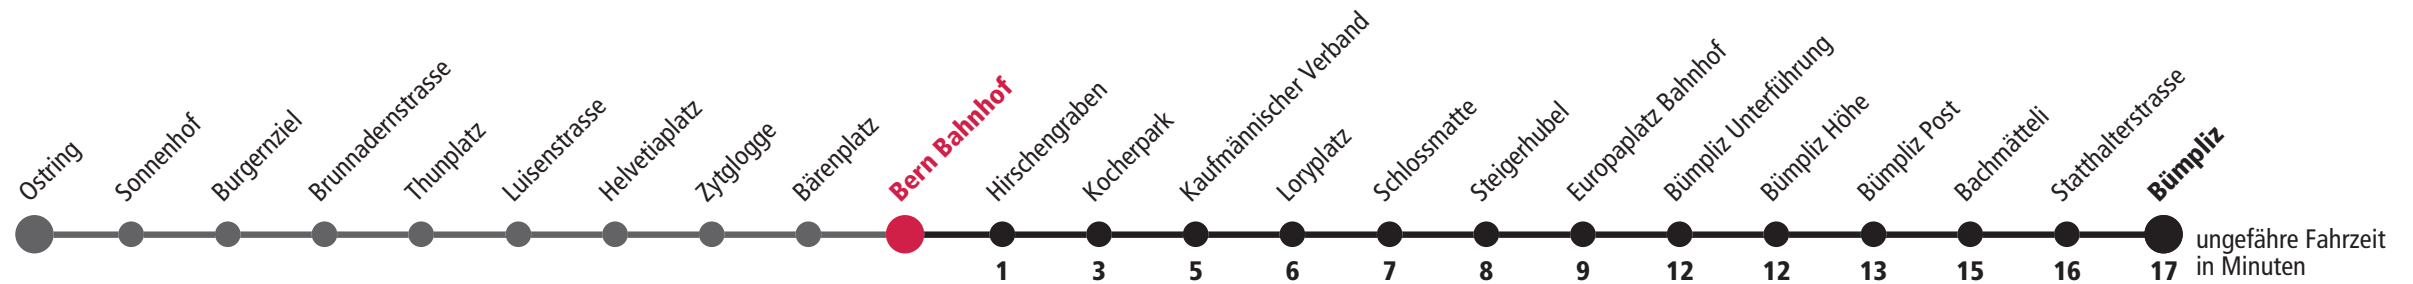 Ostring
Sonnenhof
Burgernziel
Brunnadernstrasse
Thunplatz
Luisenstrasse
Helvetiaplatz
Zytglogge
Bärenplatz
Bern Bahnhof
Hirschengraben
Kocherpark
Kaufmännischer Verband
Loryplatz
Schlossmatte
Steigerhubel
Europaplatz Bahnhof
Bümpliz Unterführung
Bümpliz Höhe
Bümpliz Post
Bachmätteli
Statthalterstrasse
Bümpliz
1 3 5 6 7 8 9 12 12 13 15 16 17
ungefähre Fahrzeit
in Minuten